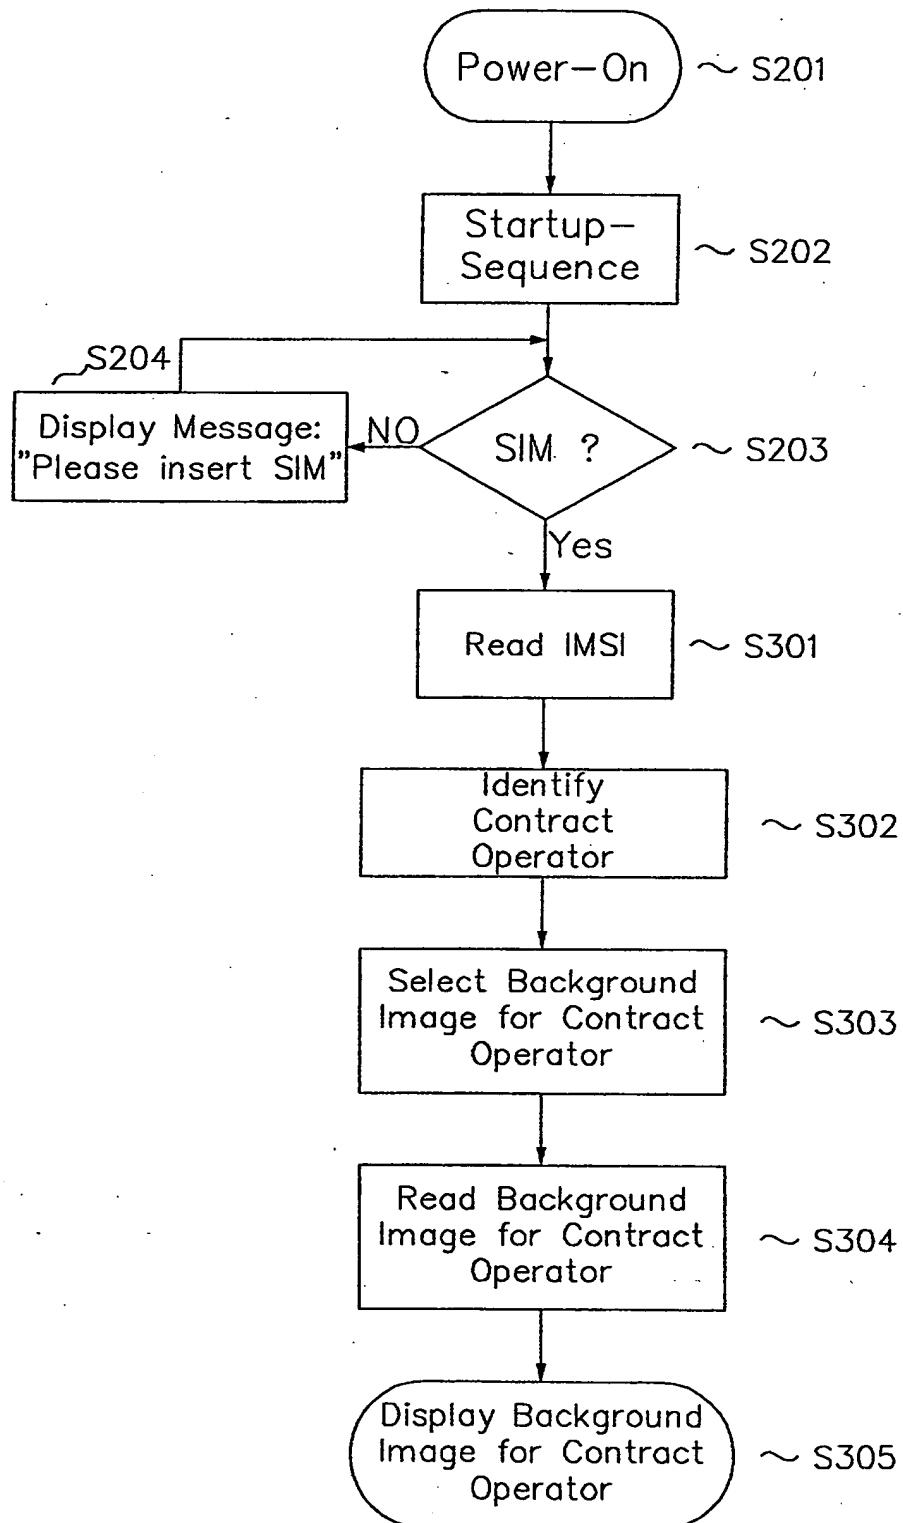 Power-On
S201
Startup-
Sequence
S202
S204
Display Message:
"Please insert SIM"
NO
SIM ?
S203
Yes
Read IMSI
S301
Identify
Contract
Operator
S302
Select Background
Image for Contract
Operator
S303
Read Background
Image for Contract
Operator
S304
Display Background
Image for Contract
Operator
S305